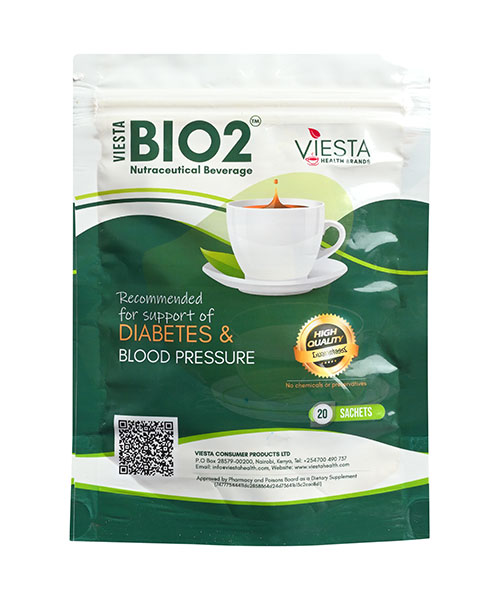 VIESTA
BIO2™
Nutraceutical Beverage
VIESTA
HEALTH BRANDS
Recommended
for support of
DIABETES &
BLOOD PRESSURE
HIGH
QUALITY
No chemicals or preservatives
20 SACHETS
VIESTA CONSUMER PRODUCTS LTD
P.O Box 28579-00200, Nairobi, Kenya, Tel: +254700 490 737
Email: info@viestahealth.com, Website: www.viestahealth.com
Approved by Pharmacy and Poisons Board as a Dietary Supplement